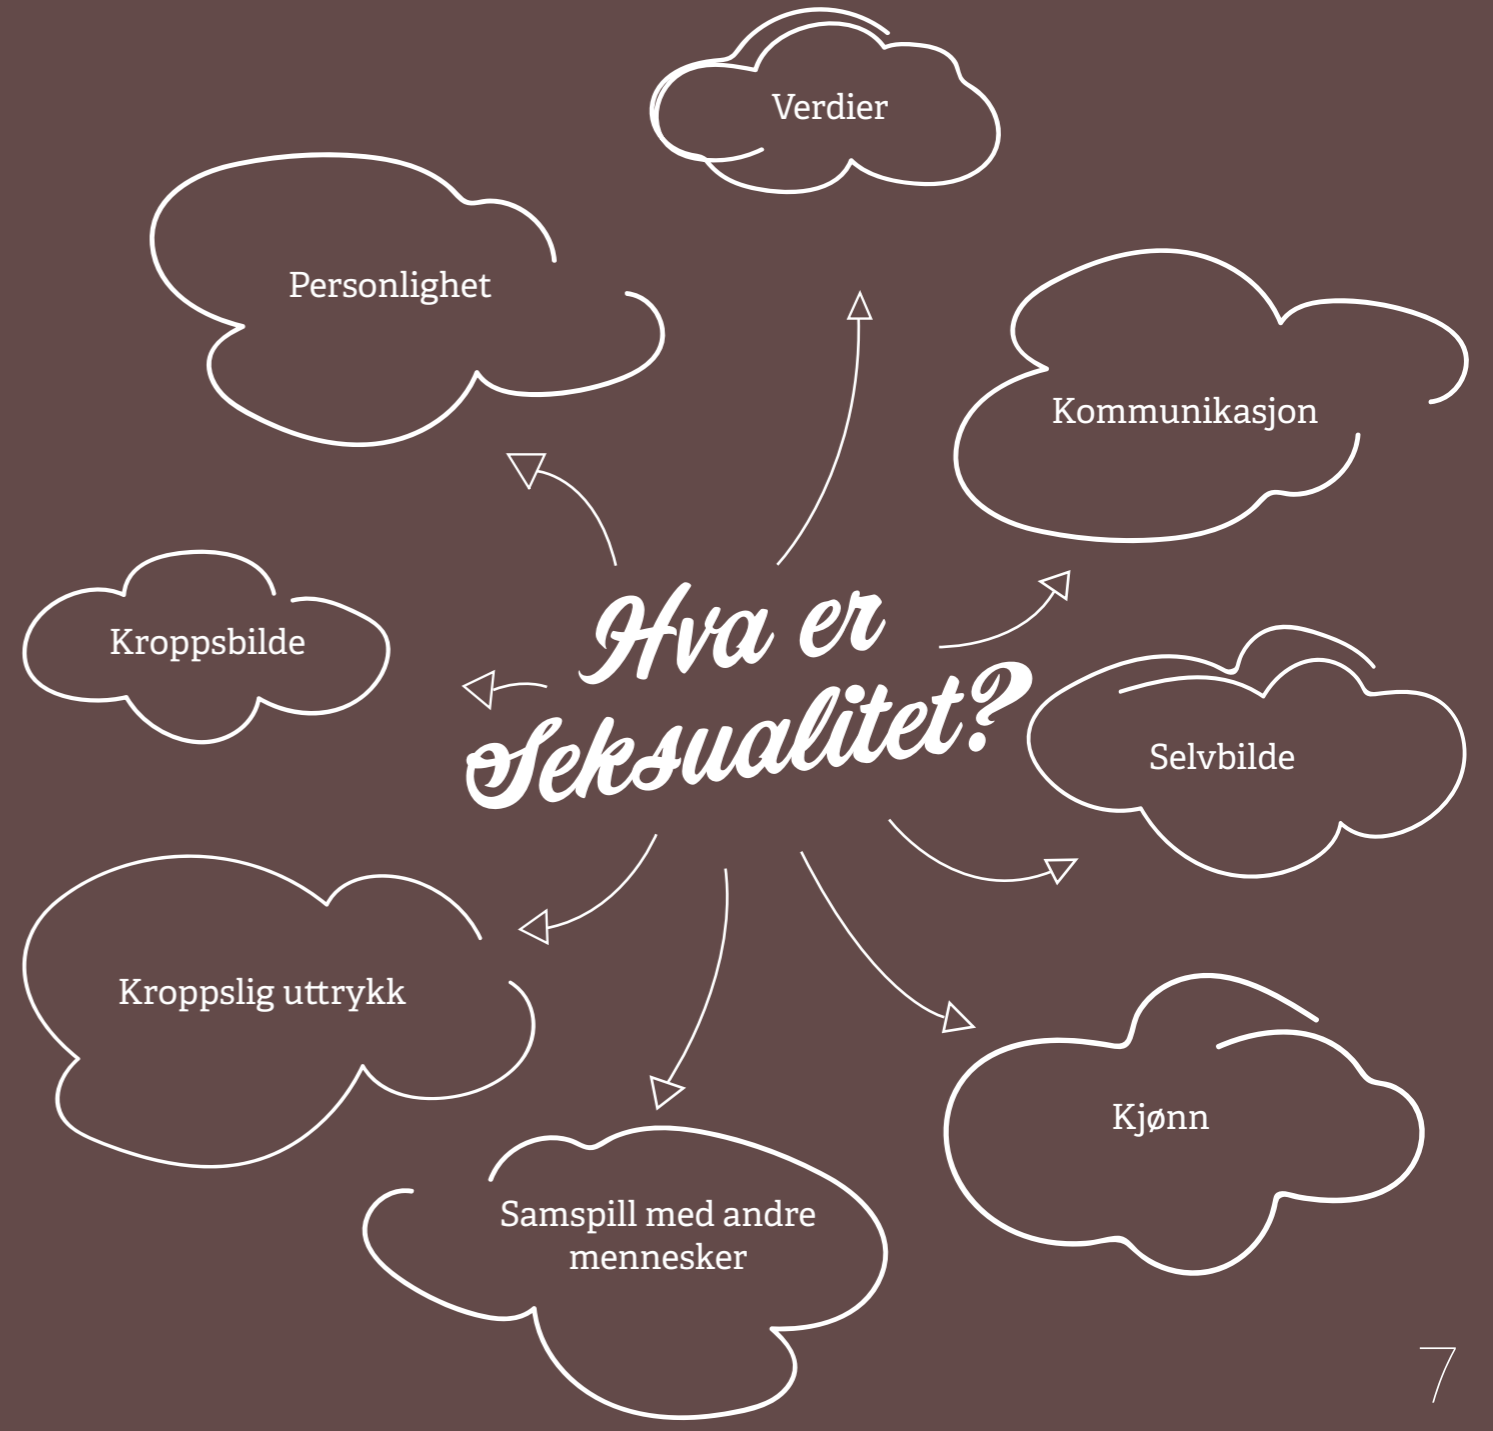 Verdier
Personlighet
Kommunikasjon
Kroppsbilde
Hva er
Seksualitet?
Selvbilde
Kroppslig uttrykk
Kjønn
Samspill med andre
mennesker
7